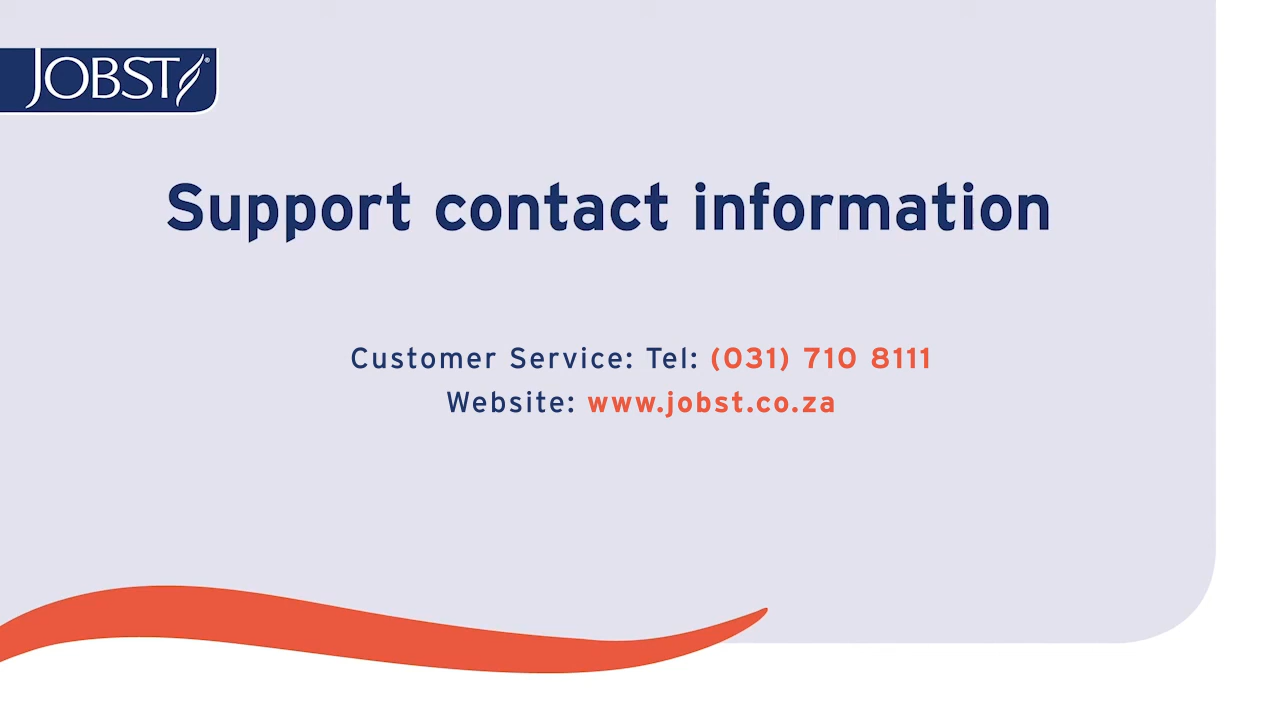 JOBST®
Support contact information
Customer Service: Tel: (031) 710 8111
Website: www.jobst.co.za